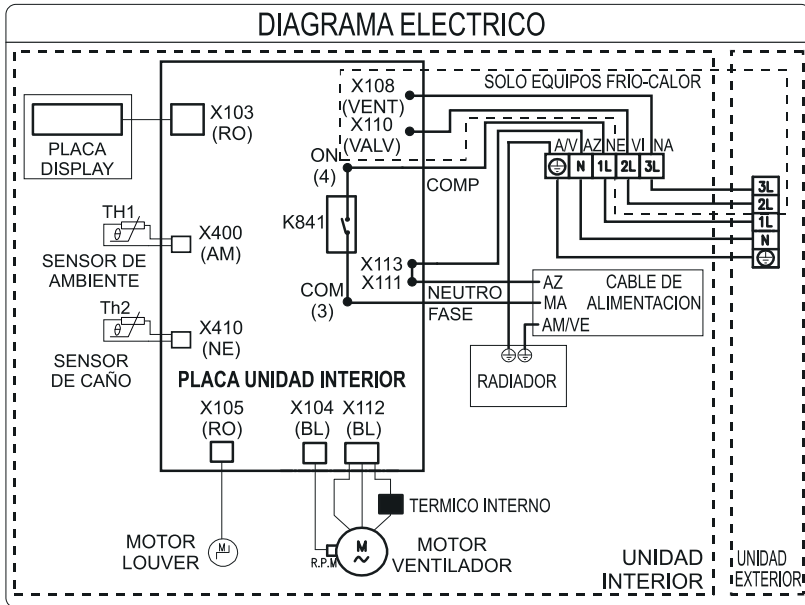 DIAGRAMA ELECTRICO
X108
(VENT)
X110
(VALV)
SOLO EQUIPOS FRIO-CALOR
X103
(RO)
PLACA
DISPLAY
ON
(4)
COMP
A/V AZ NE VI NA
N 1L 2L 3L
3L
2L
1L
N
TH1
θ
X400
(AM)
SENSOR DE
AMBIENTE
K841
X113
X111
COM
(3)
NEUTRO
FASE
AZ
MA
AM/VE
CABLE DE
ALIMENTACION
Th2
θ
X410
(NE)
SENSOR
DE CAÑO
RADIADOR
PLACA UNIDAD INTERIOR
X105
(RO)
X104
(BL)
X112
(BL)
TERMICO INTERNO
MOTOR
LOUVER
M
R.P.M
M
~
MOTOR
VENTILADOR
UNIDAD
INTERIOR
UNIDAD
EXTERIOR